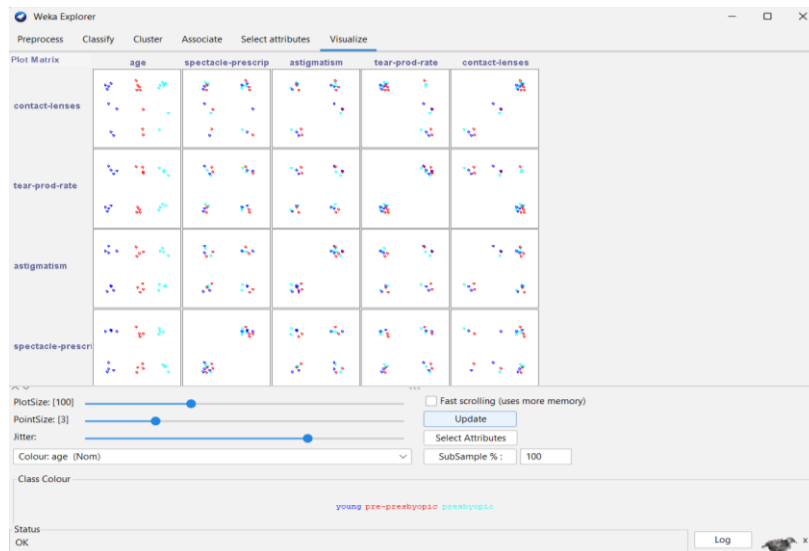 Weka Explorer
Preprocess Classify Cluster Associate Select attributes Visualize
Plot Matrix age spectacle-prescrip astigmatism tear-prod-rate contact-lenses
contact-lenses
tear-prod-rate
astigmatism
spectacle-prescri
PlotSize: [100]
Fast scrolling (uses more memory)
PointSize: [3]
Update
Jitter:
Select Attributes
Colour: age (Nom)
SubSample % : 100
Class Colour
young pre-presbyopic presbyopic
Status
OK
Log
x